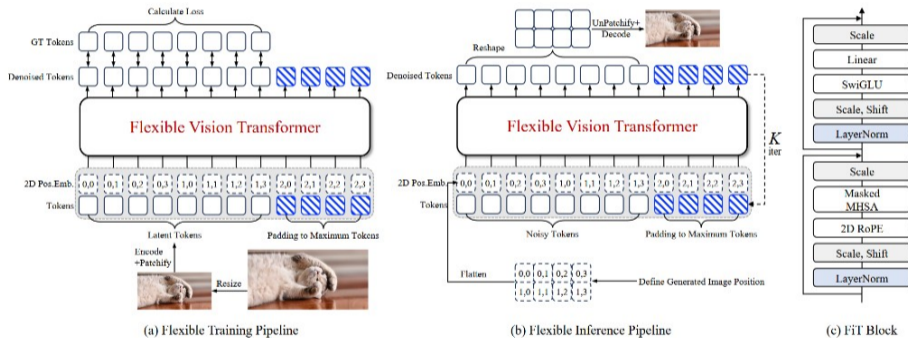 Calculate Loss
GT Tokens
Denoised Tokens
Flexible Vision Transformer
2D Pos.Emb.
0,0 0,1 0,2 0,3 1,0 1,1 1,2 1,3 2,0 2,1 2,2 2,3
Tokens
Latent Tokens
Padding to Maximum Tokens
Encode
+Patchify
Resize
(a) Flexible Training Pipeline
UnPatchify+
Decode
Reshape
Denoised Tokens
Flexible Vision Transformer
K
iter
2D Pos.Emb.
0,0 0,1 0,2 0,3 1,0 1,1 1,2 1,3 2,0 2,1 2,2 2,3
Tokens
Noisy Tokens
Padding to Maximum Tokens
Flatten
0,0 0,1 0,2 0,3
1,0 1,1 1,2 1,3
Define Generated Image Position
(b) Flexible Inference Pipeline
Scale
Linear
SwiGLU
Scale, Shift
LayerNorm
Scale
Masked
MHSA
2D RoPE
Scale, Shift
LayerNorm
(c) FiT Block